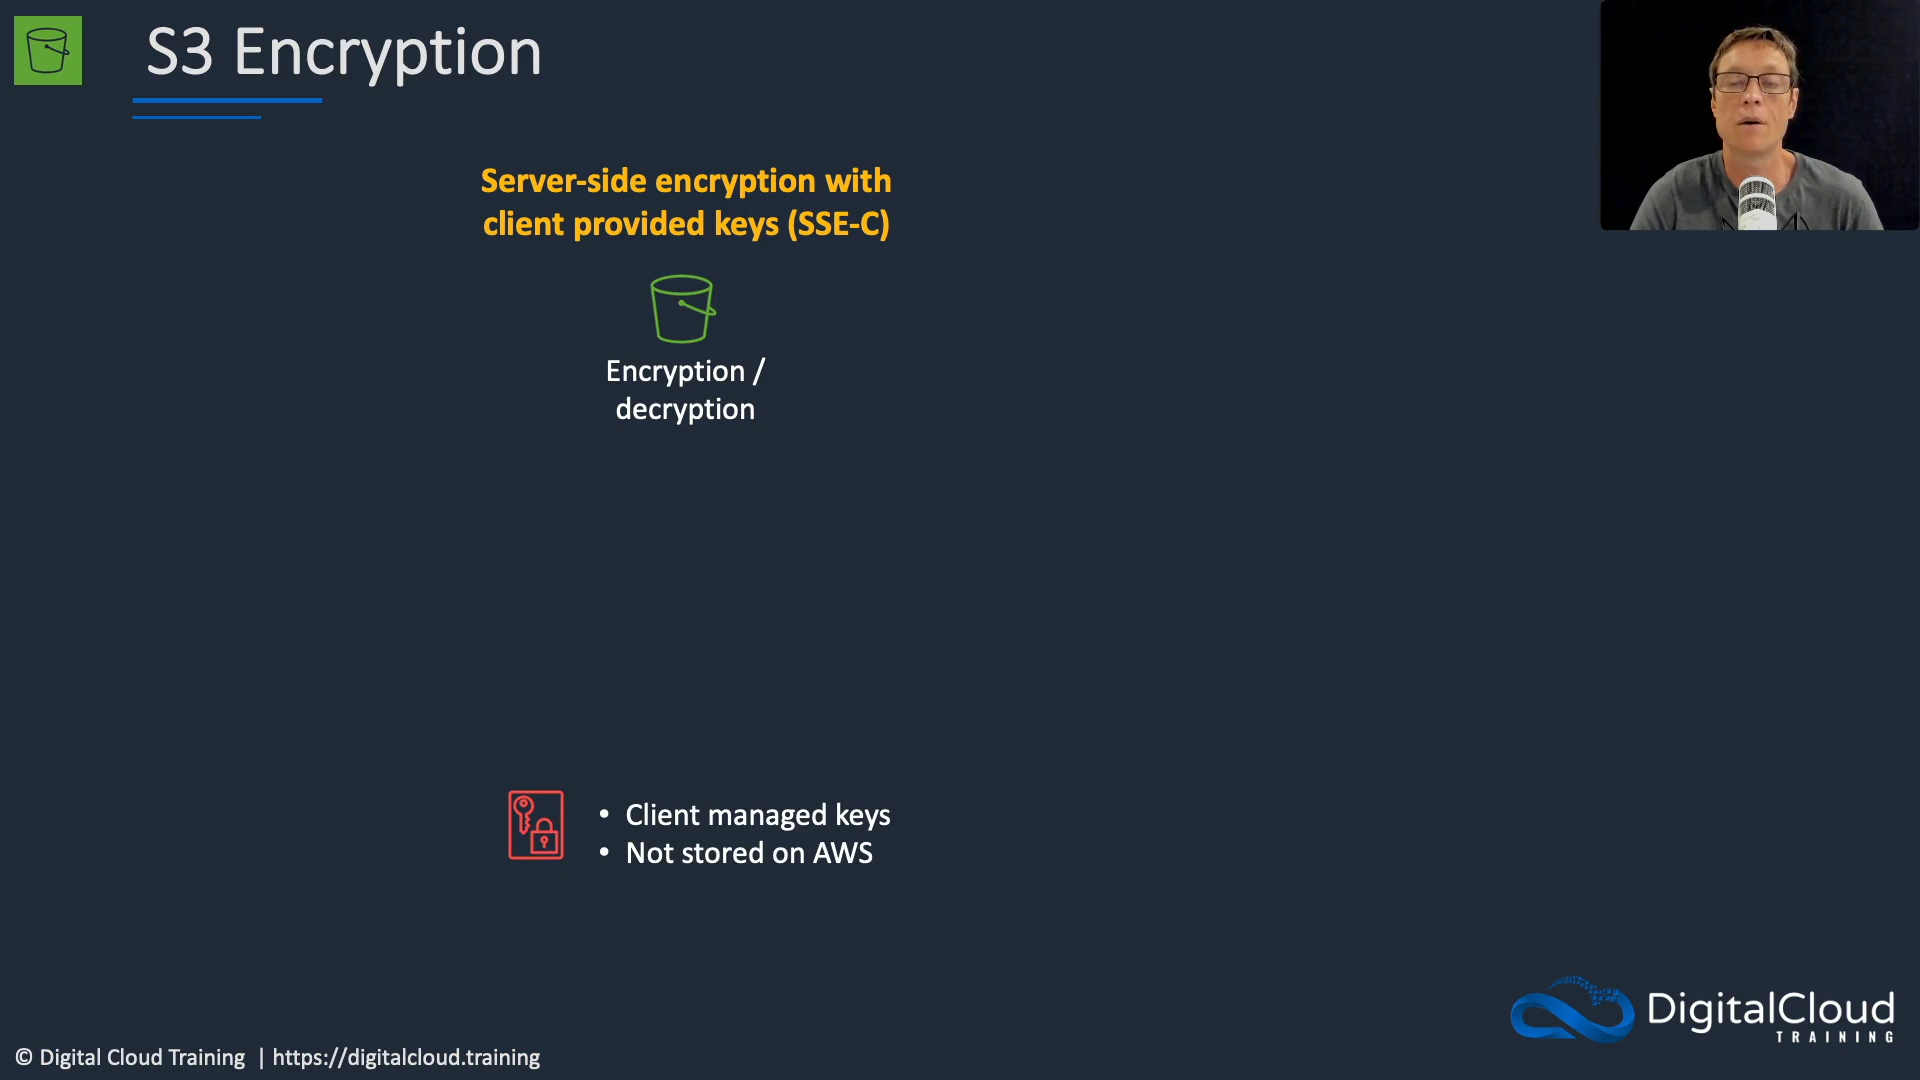 S3 Encryption
Server-side encryption with
client provided keys (SSE-C)
Encryption /
decryption
• Client managed keys
• Not stored on AWS
DigitalCloud
TRAINING
© Digital Cloud Training | https://digitalcloud.training